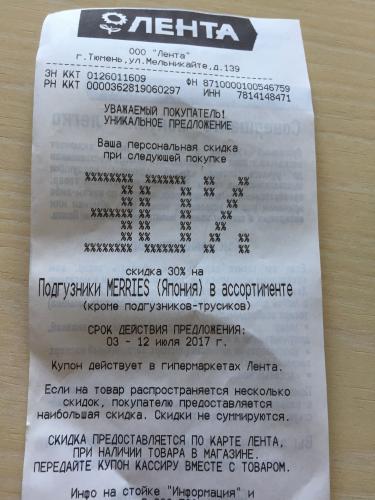 ЛЕНТА
ООО "Лента"
г.Тюмень,ул.Мельникайте,д.139
ЗН ККТ 0126011609 ФН 8710000100546759
РН ККТ 0000362819060297 ИНН 7814148471
УВАЖАЕМЫЙ ПОКУПАТЕЛЬ!
УНИКАЛЬНОЕ ПРЕДЛОЖЕНИЕ
Ваша персональная скидка
при следующей покупке
30%
скидка 30% на
Подгузники MERRIES (Япония) в ассортименте
(кроме подгузников-трусиков)
СРОК ДЕЙСТВИЯ ПРЕДЛОЖЕНИЯ:
03 - 12 июля 2017 г.
Купон действует в гипермаркетах Лента.
Если на товар распространяется несколько
скидок, покупателю предоставляется
наибольшая скидка. Скидки не суммируются.
СКИДКА ПРЕДОСТАВЛЯЕТСЯ ПО КАРТЕ ЛЕНТА,
ПРИ НАЛИЧИИ ТОВАРА В МАГАЗИНЕ.
ПЕРЕДАЙТЕ КУПОН КАССИРУ ВМЕСТЕ С ТОВАРОМ.
Инфо на стойке "Информация" и